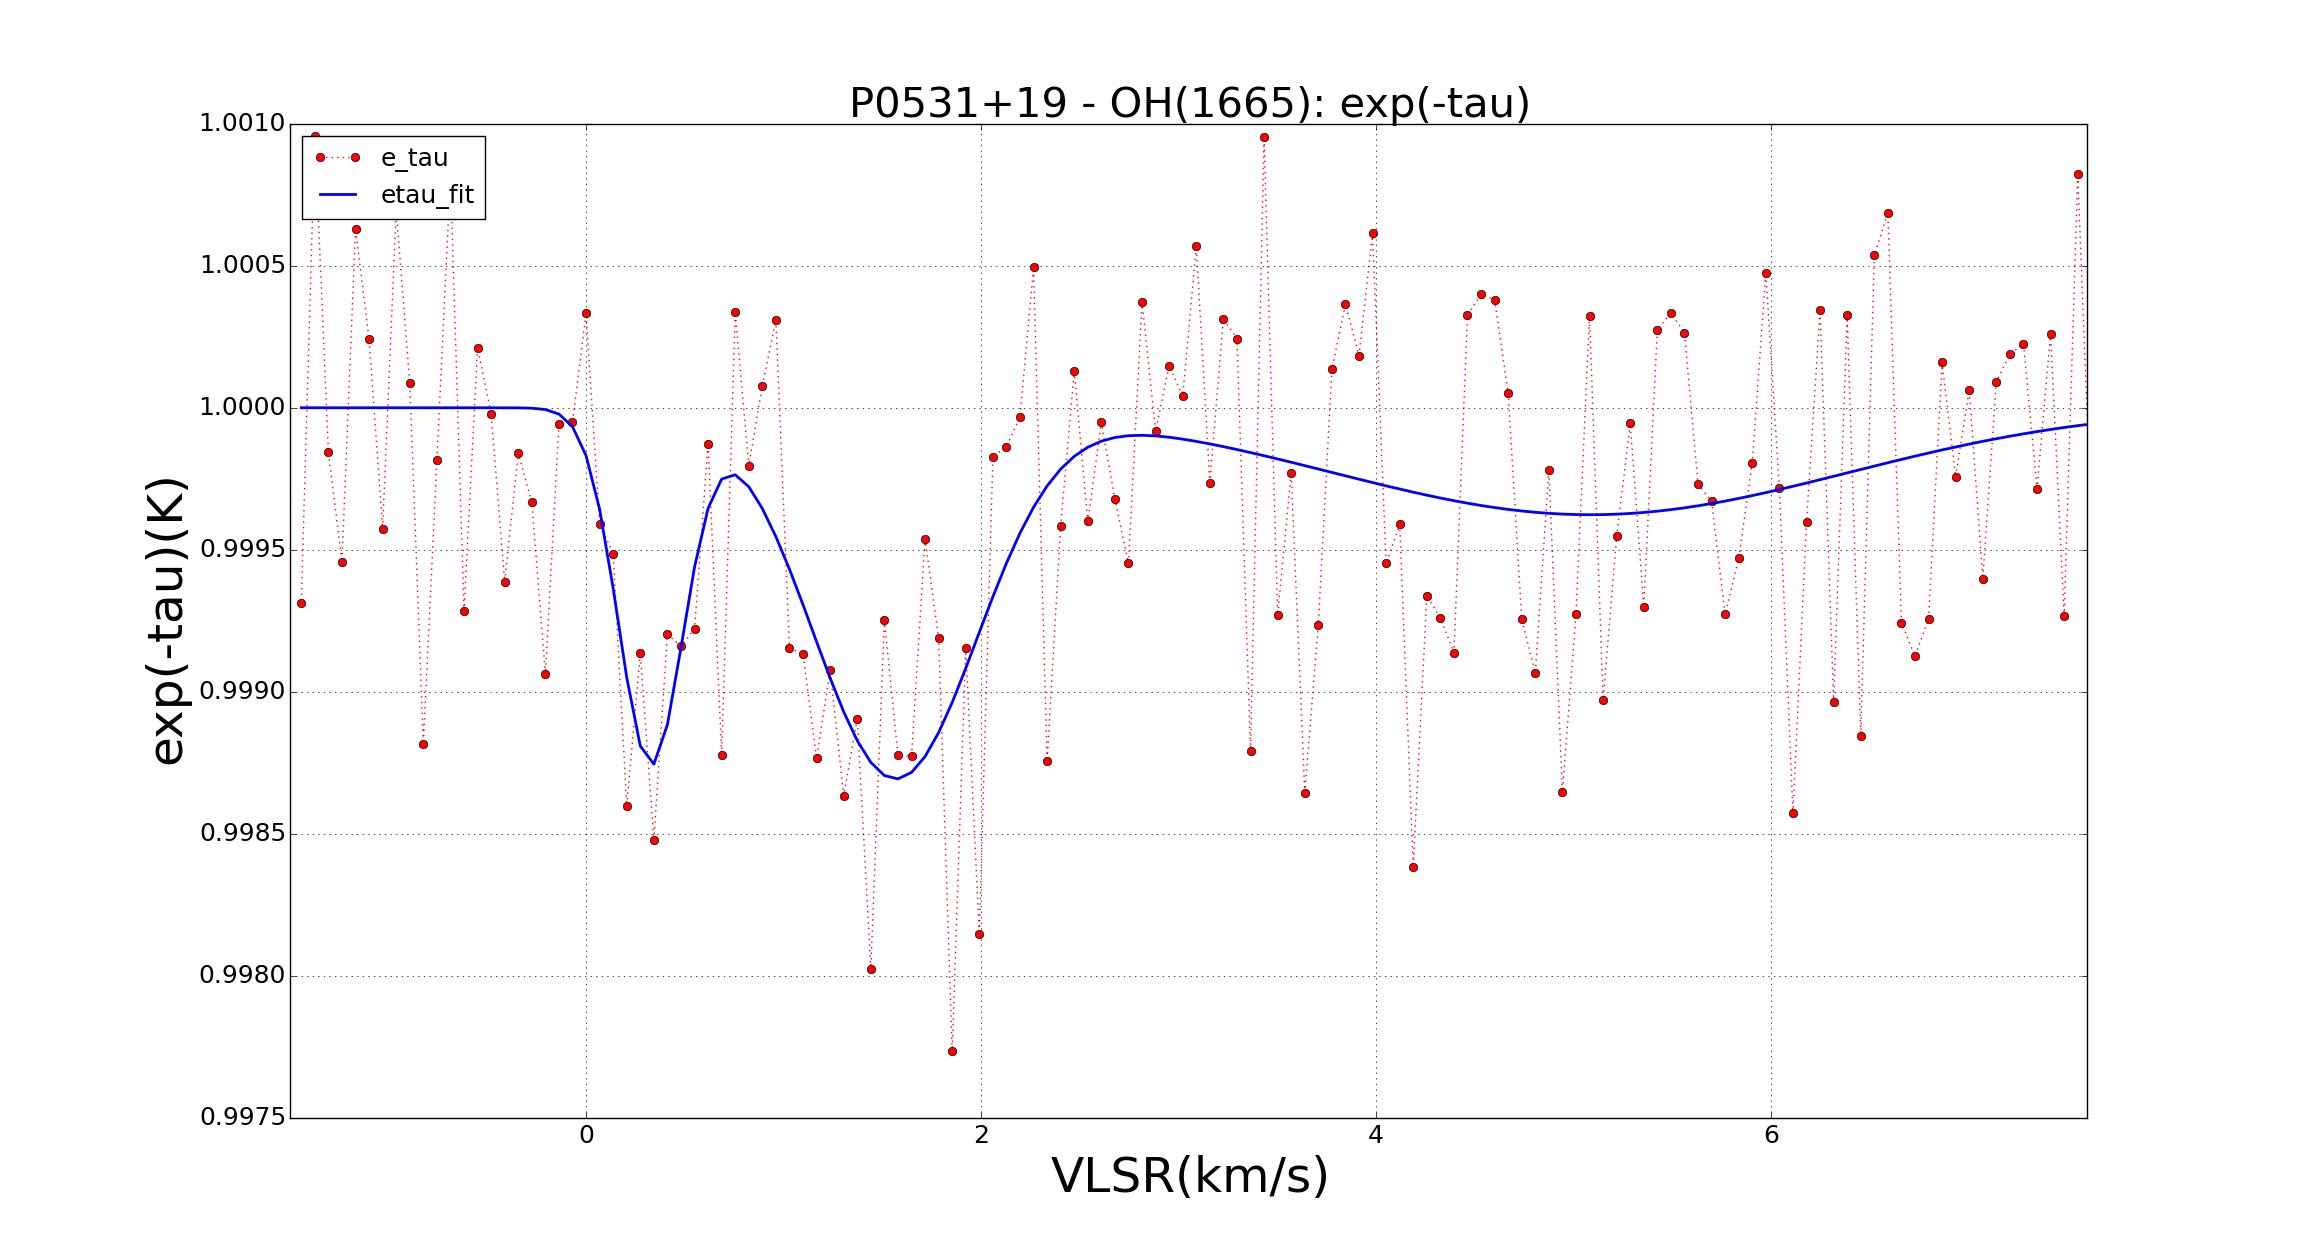 P0531+19 - OH(1665): exp(-tau)
1.0010
1.0005
1.0000
0.9995
0.9990
0.9985
0.9980
0.9975
exp(-tau)(K)
e_tau
etau_fit
0 2 4 6
VLSR(km/s)